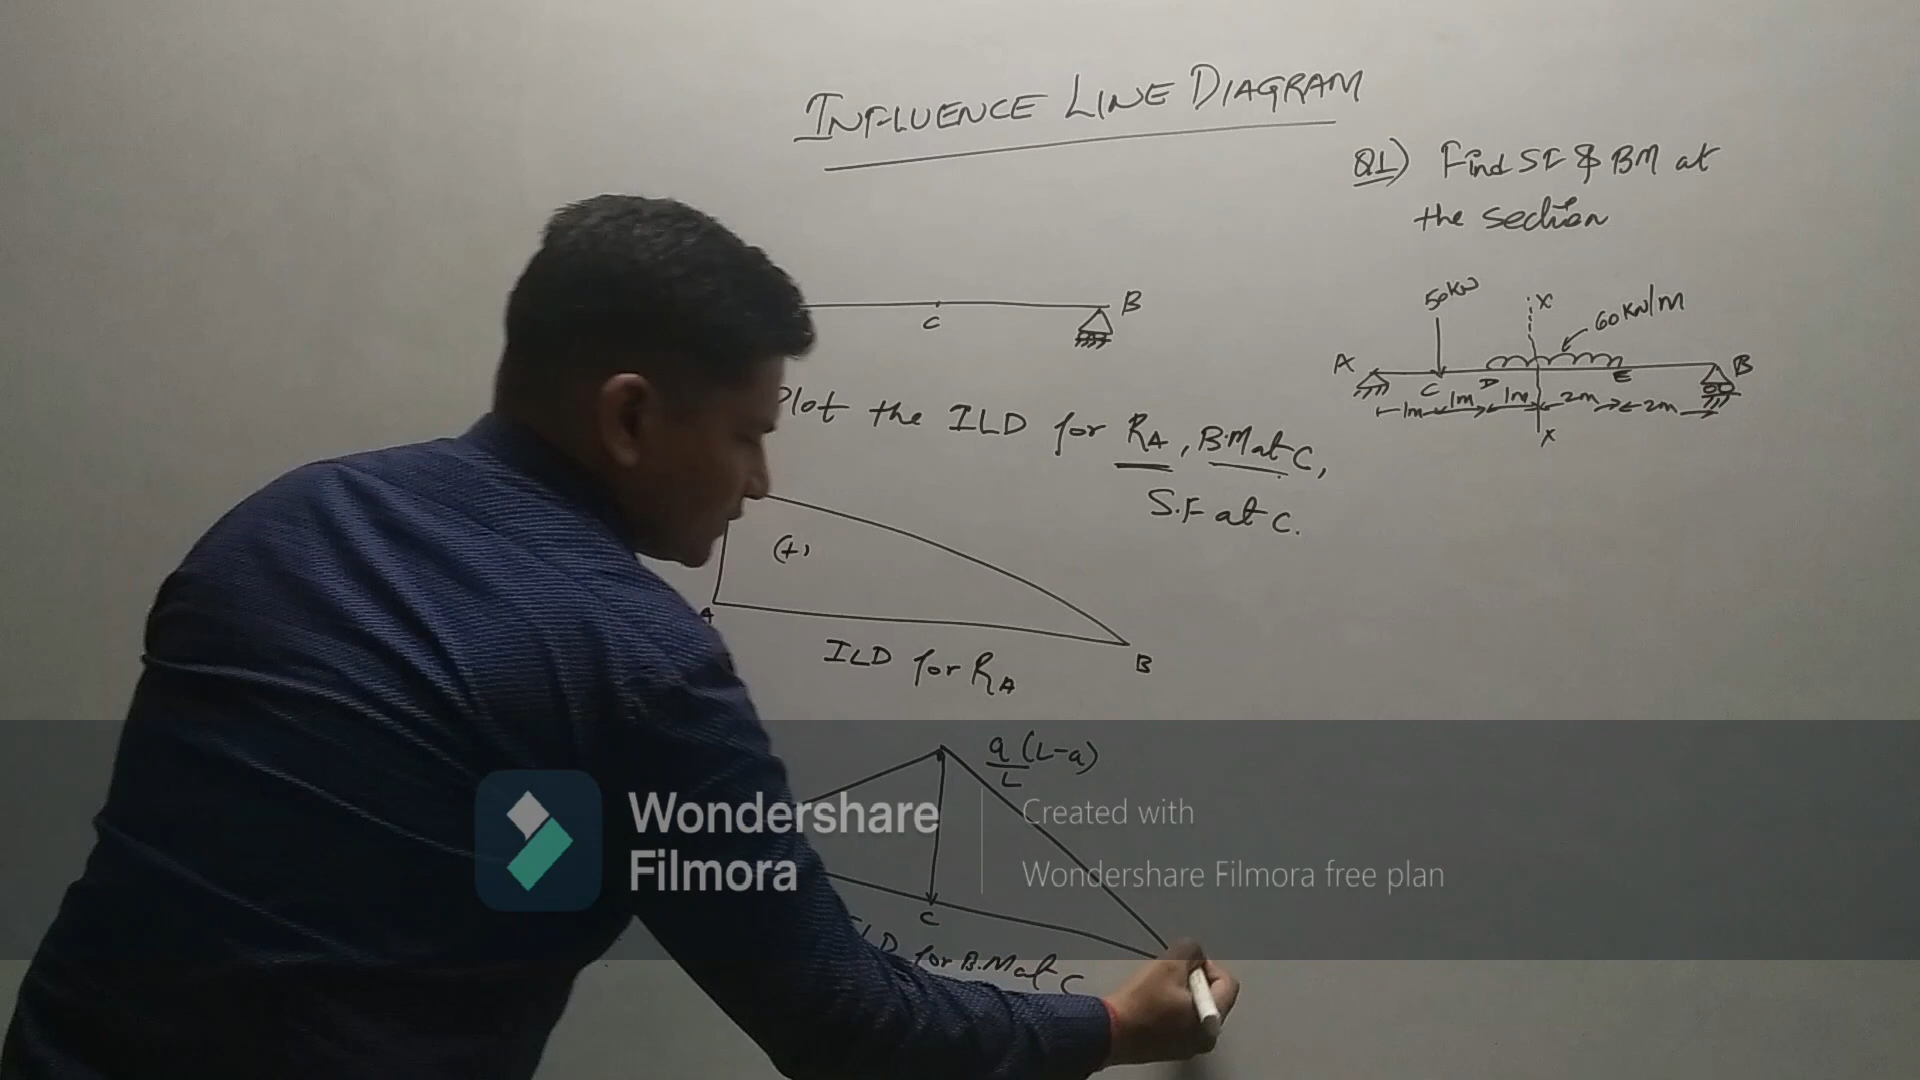 INFLUENCE LINE DIAGRAM
Q1) Find SF & BM at
the section
50kN
X
60 KN/M
A
C
D
E
B
1m
1m
1m
2m
2m
X
C
B
Plot the ILD for RA, B.M at C,
S.F at C.
(+)
A
B
ILD for RA
a/L (L-a)
C
ILD for B.M at C
Wondershare
Filmora
Created with
Wondershare Filmora free plan